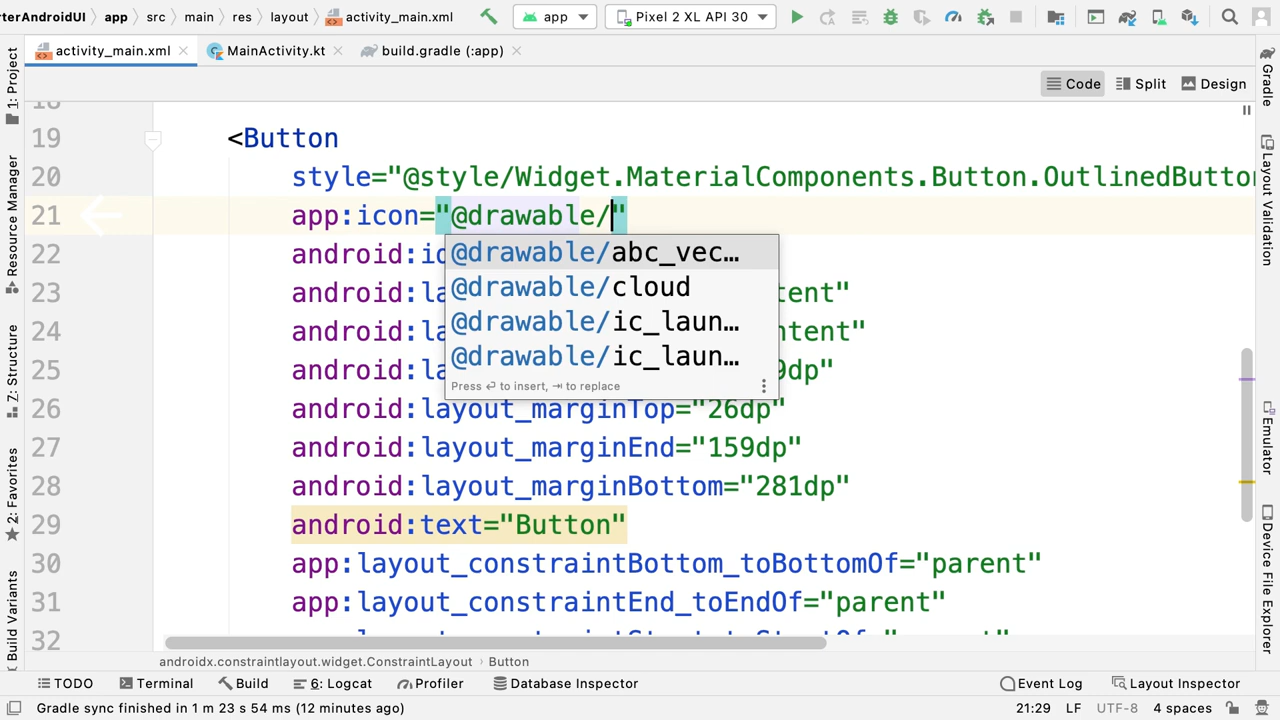 rterAndroidUI › app › src › main › res › layout › activity_main.xml
app
Pixel 2 XL API 30
activity_main.xml
MainActivity.kt
build.gradle (:app)
Code
Split
Design
1: Project
Resource Manager
Z: Structure
2: Favorites
Build Variants
19 <Button
20 style="@style/Widget.MaterialComponents.Button.OutlinedButto
21 app:icon="@drawable/"
22 android:ic
23 android:la tent"
24 android:la ntent"
25 android:la 9dp"
26 android:layout_marginTop="26dp"
27 android:layout_marginEnd="159dp"
28 android:layout_marginBottom="281dp"
29 android:text="Button"
30 app:layout_constraintBottom_toBottomOf="parent"
31 app:layout_constraintEnd_toEndOf="parent"
32
@drawable/abc_vec…
@drawable/cloud
@drawable/ic_laun…
@drawable/ic_laun…
Press ⏎ to insert, ⇥ to replace
Gradle
Layout Validation
Emulator
Device File Explorer
androidx.constraintlayout.widget.ConstraintLayout › Button
TODO
Terminal
Build
6: Logcat
Profiler
Database Inspector
Event Log
Layout Inspector
Gradle sync finished in 1 m 23 s 54 ms (12 minutes ago)
21:29
LF
UTF-8
4 spaces